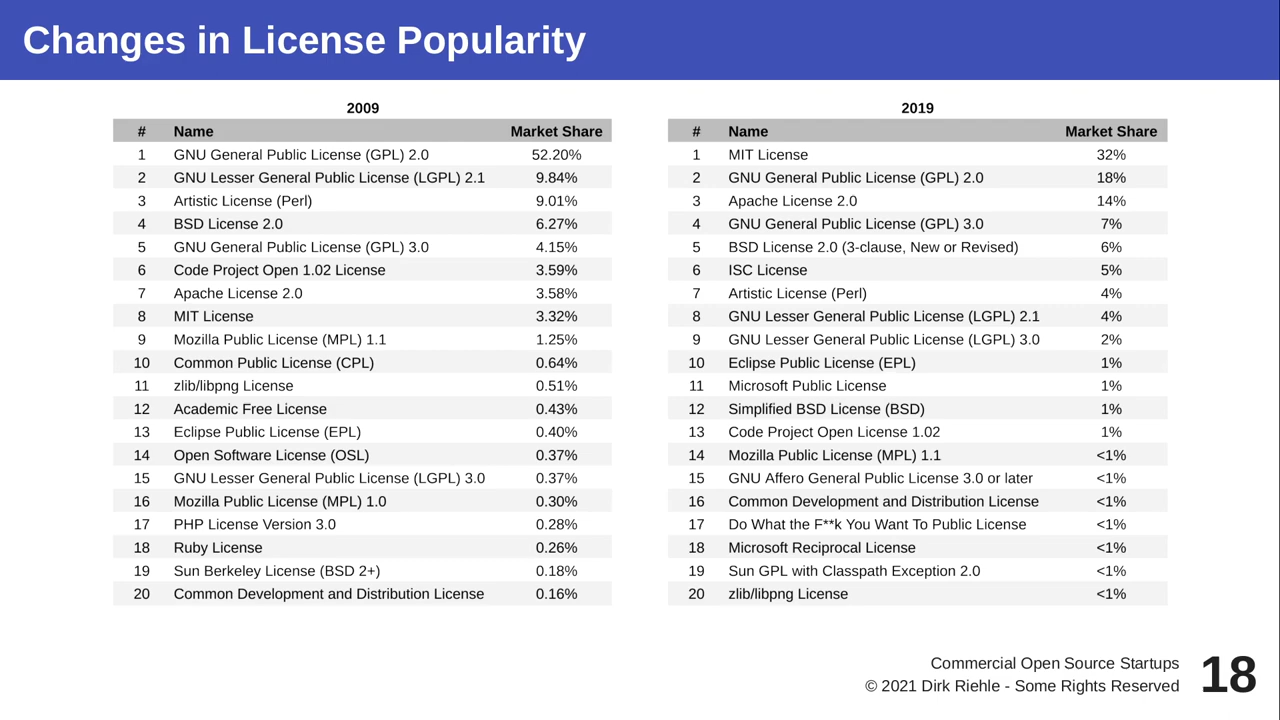 Changes in License Popularity
2009
# Name Market Share
1 GNU General Public License (GPL) 2.0 52.20%
2 GNU Lesser General Public License (LGPL) 2.1 9.84%
3 Artistic License (Perl) 9.01%
4 BSD License 2.0 6.27%
5 GNU General Public License (GPL) 3.0 4.15%
6 Code Project Open 1.02 License 3.59%
7 Apache License 2.0 3.58%
8 MIT License 3.32%
9 Mozilla Public License (MPL) 1.1 1.25%
10 Common Public License (CPL) 0.64%
11 zlib/libpng License 0.51%
12 Academic Free License 0.43%
13 Eclipse Public License (EPL) 0.40%
14 Open Software License (OSL) 0.37%
15 GNU Lesser General Public License (LGPL) 3.0 0.37%
16 Mozilla Public License (MPL) 1.0 0.30%
17 PHP License Version 3.0 0.28%
18 Ruby License 0.26%
19 Sun Berkeley License (BSD 2+) 0.18%
20 Common Development and Distribution License 0.16%
2019
# Name Market Share
1 MIT License 32%
2 GNU General Public License (GPL) 2.0 18%
3 Apache License 2.0 14%
4 GNU General Public License (GPL) 3.0 7%
5 BSD License 2.0 (3-clause, New or Revised) 6%
6 ISC License 5%
7 Artistic License (Perl) 4%
8 GNU Lesser General Public License (LGPL) 2.1 4%
9 GNU Lesser General Public License (LGPL) 3.0 2%
10 Eclipse Public License (EPL) 1%
11 Microsoft Public License 1%
12 Simplified BSD License (BSD) 1%
13 Code Project Open License 1.02 1%
14 Mozilla Public License (MPL) 1.1 <1%
15 GNU Affero General Public License 3.0 or later <1%
16 Common Development and Distribution License <1%
17 Do What the F**k You Want To Public License <1%
18 Microsoft Reciprocal License <1%
19 Sun GPL with Classpath Exception 2.0 <1%
20 zlib/libpng License <1%
Commercial Open Source Startups
© 2021 Dirk Riehle - Some Rights Reserved
18